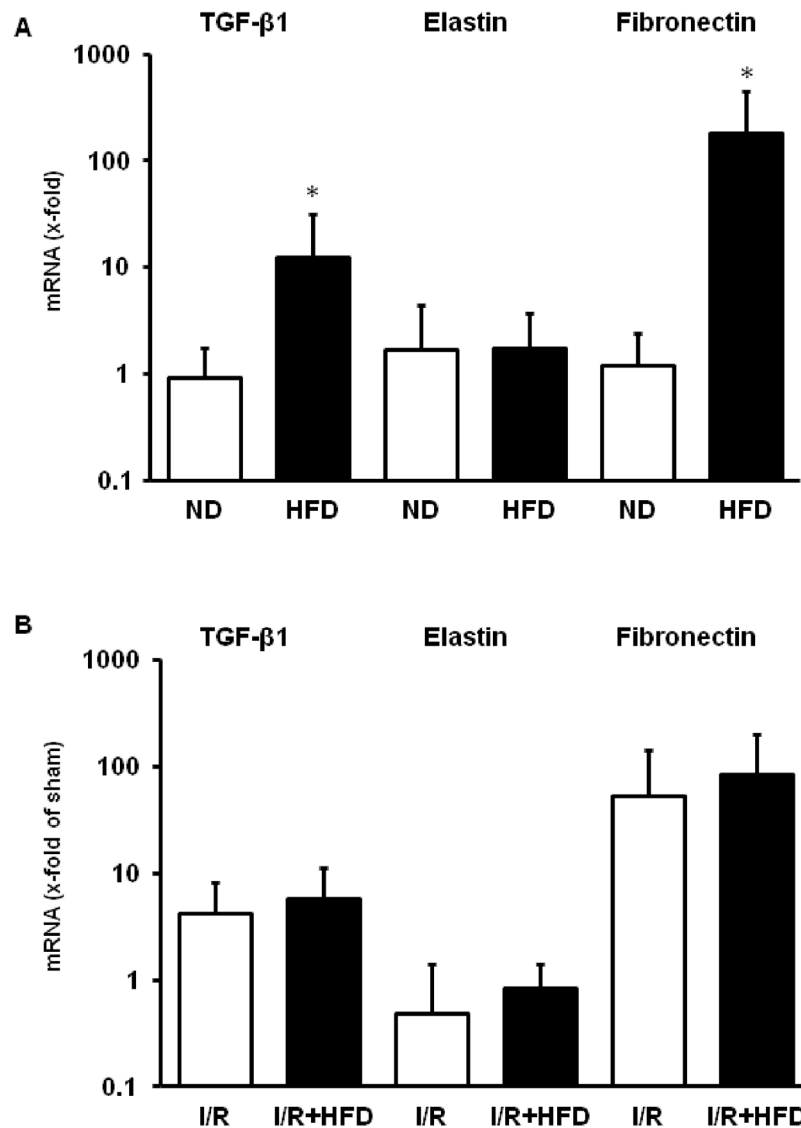 A
TGF-β1 Elastin Fibronectin
mRNA (x-fold)
1000
100
10
1
0.1
*
*
ND HFD ND HFD ND HFD
B
TGF-β1 Elastin Fibronectin
mRNA (x-fold of sham)
1000
100
10
1
0.1
I/R I/R+HFD I/R I/R+HFD I/R I/R+HFD